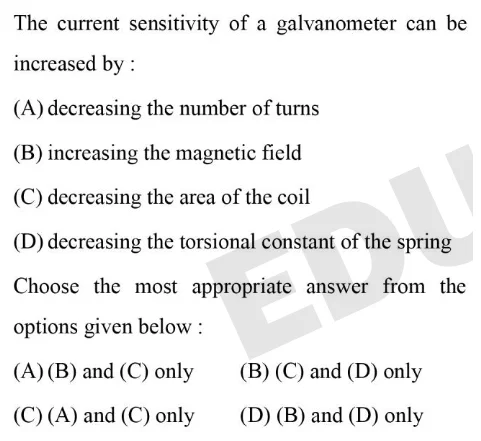 The current sensitivity of a galvanometer can be
increased by :
(A) decreasing the number of turns
(B) increasing the magnetic field
(C) decreasing the area of the coil
(D) decreasing the torsional constant of the spring
Choose the most appropriate answer from the
options given below :
(A) (B) and (C) only (B) (C) and (D) only
(C) (A) and (C) only (D) (B) and (D) only
EDU